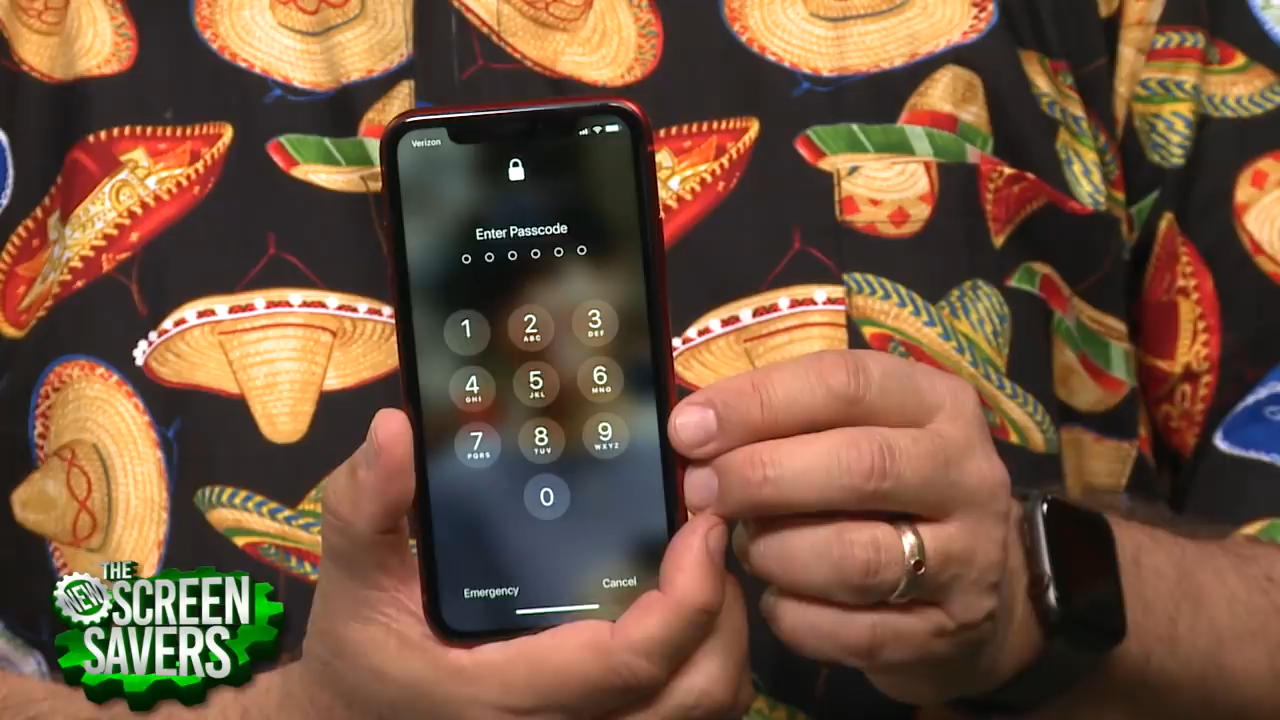 Verizon
Enter Passcode
1
2
ABC
3
DEF
4
GHI
5
JKL
6
MNO
7
PQRS
8
TUV
9
WXYZ
0
Emergency
Cancel
THE
NEW
SCREEN
SAVERS